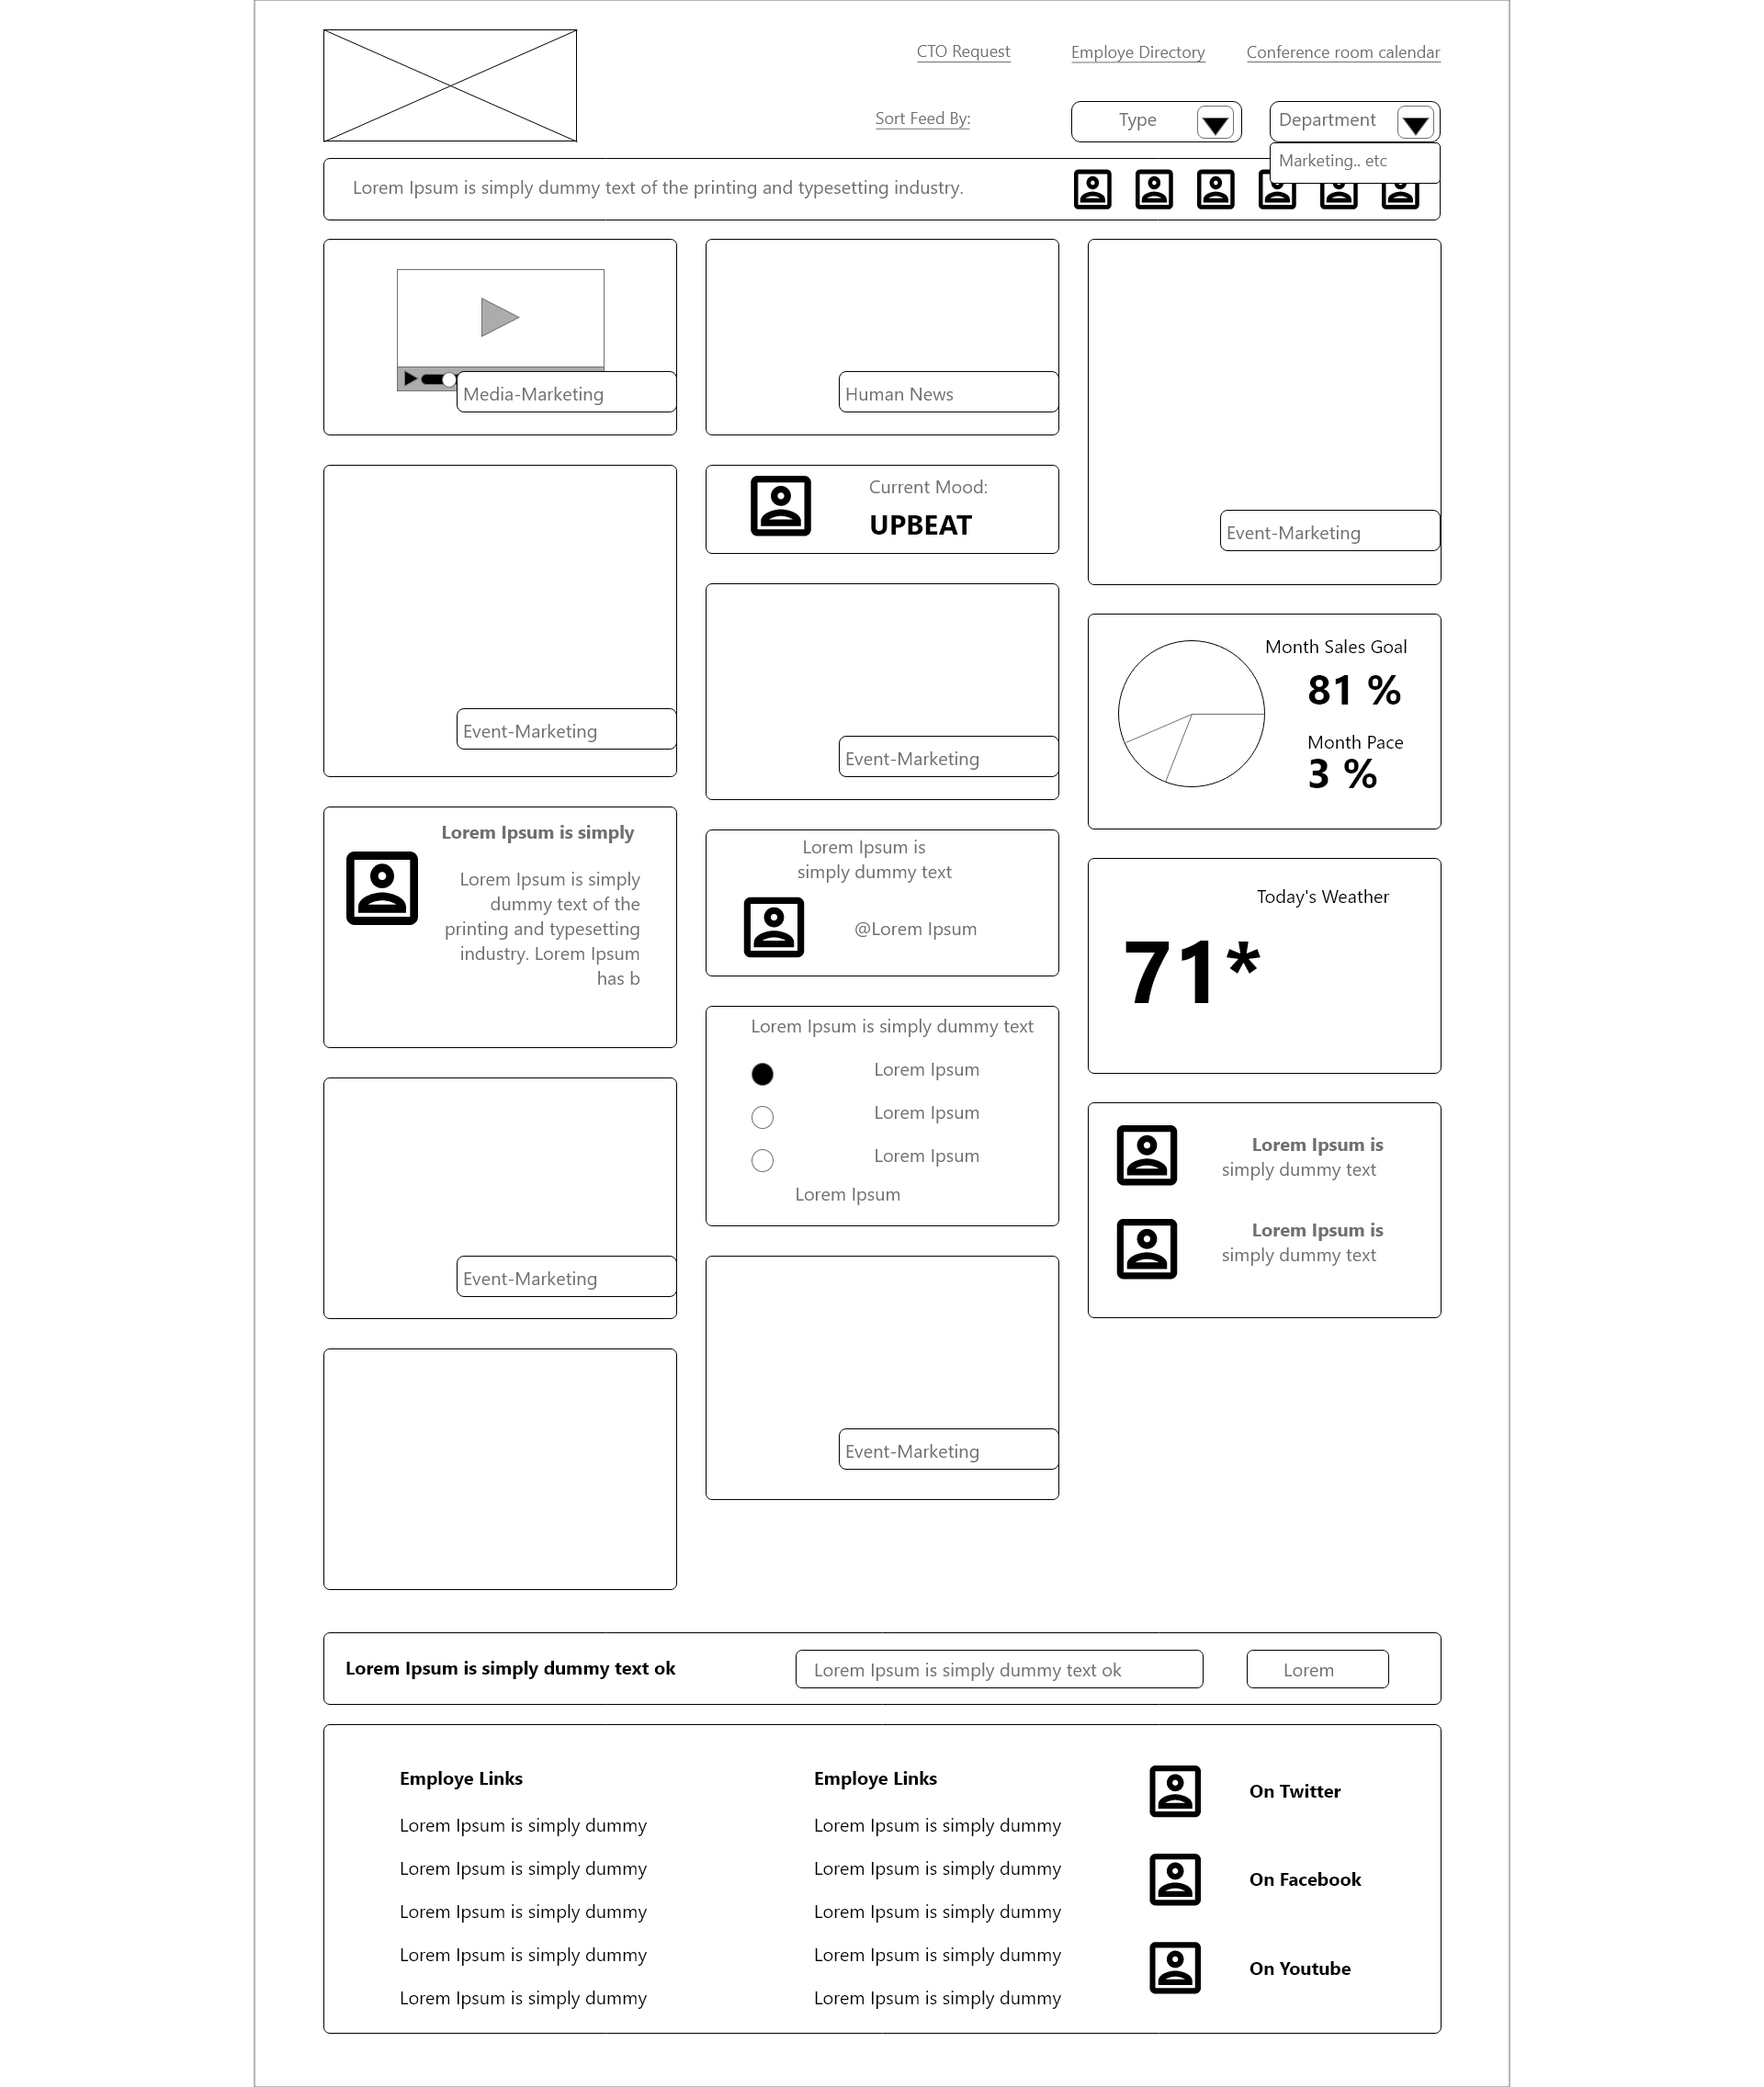 CTO Request
Employe Directory
Conference room calendar
Sort Feed By:
Type
Department
Marketing.. etc
Lorem Ipsum is simply dummy text of the printing and typesetting industry.
Media-Marketing
Event-Marketing
Lorem Ipsum is simply
Lorem Ipsum is simply
dummy text of the
printing and typesetting
industry. Lorem Ipsum
has b
Event-Marketing
Human News
Current Mood:
UPBEAT
Event-Marketing
Lorem Ipsum is
simply dummy text
@Lorem Ipsum
Lorem Ipsum is simply dummy text
Lorem Ipsum
Lorem Ipsum
Lorem Ipsum
Lorem Ipsum
Event-Marketing
Event-Marketing
Month Sales Goal
81 %
Month Pace
3 %
Today's Weather
71*
Lorem Ipsum is
simply dummy text
Lorem Ipsum is
simply dummy text
Lorem Ipsum is simply dummy text ok
Lorem Ipsum is simply dummy text ok
Lorem
Employe Links
Lorem Ipsum is simply dummy
Lorem Ipsum is simply dummy
Lorem Ipsum is simply dummy
Lorem Ipsum is simply dummy
Lorem Ipsum is simply dummy
Employe Links
Lorem Ipsum is simply dummy
Lorem Ipsum is simply dummy
Lorem Ipsum is simply dummy
Lorem Ipsum is simply dummy
Lorem Ipsum is simply dummy
On Twitter
On Facebook
On Youtube